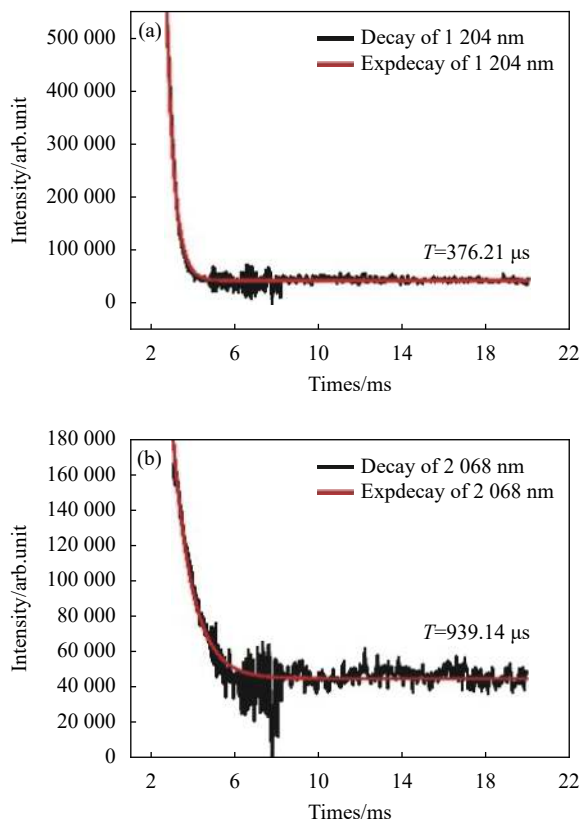 (a)
Decay of 1 204 nm
Expdecay of 1 204 nm
T=376.21 μs
Intensity/arb.unit
500 000
400 000
300 000
200 000
100 000
0
2 6 10 14 18 22
Times/ms
(b)
Decay of 2 068 nm
Expdecay of 2 068 nm
T=939.14 μs
Intensity/arb.unit
180 000
160 000
140 000
120 000
100 000
80 000
60 000
40 000
20 000
0
2 6 10 14 18 22
Times/ms